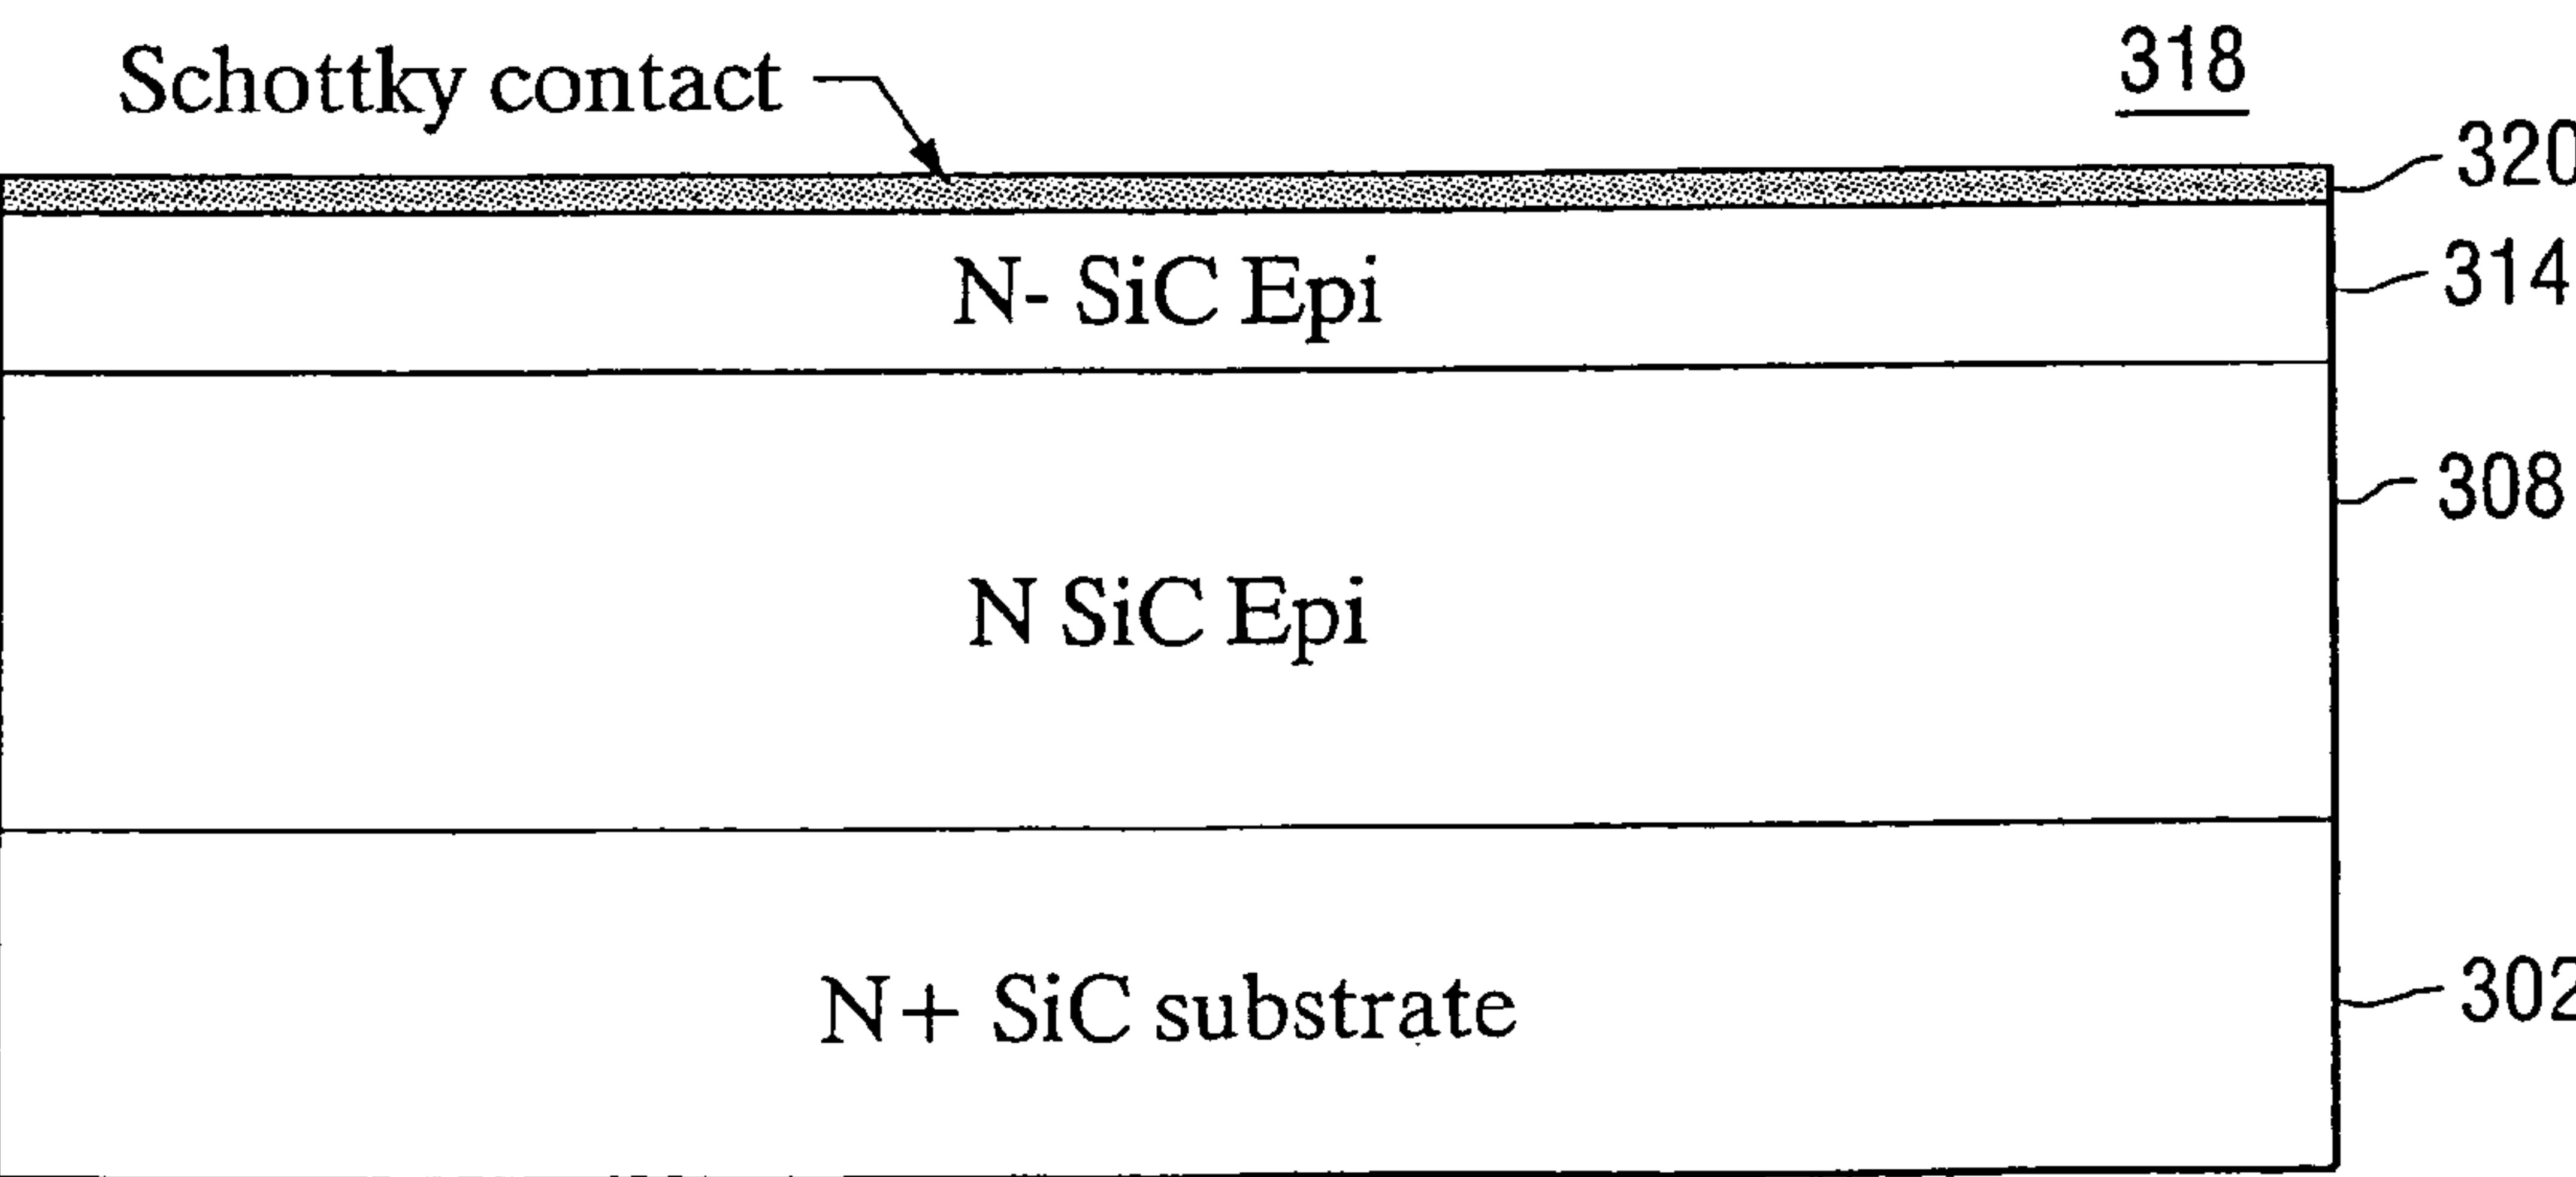 318
Schottky contact
320
N- SiC Epi
314
308
N SiC Epi
N+ SiC substrate
302